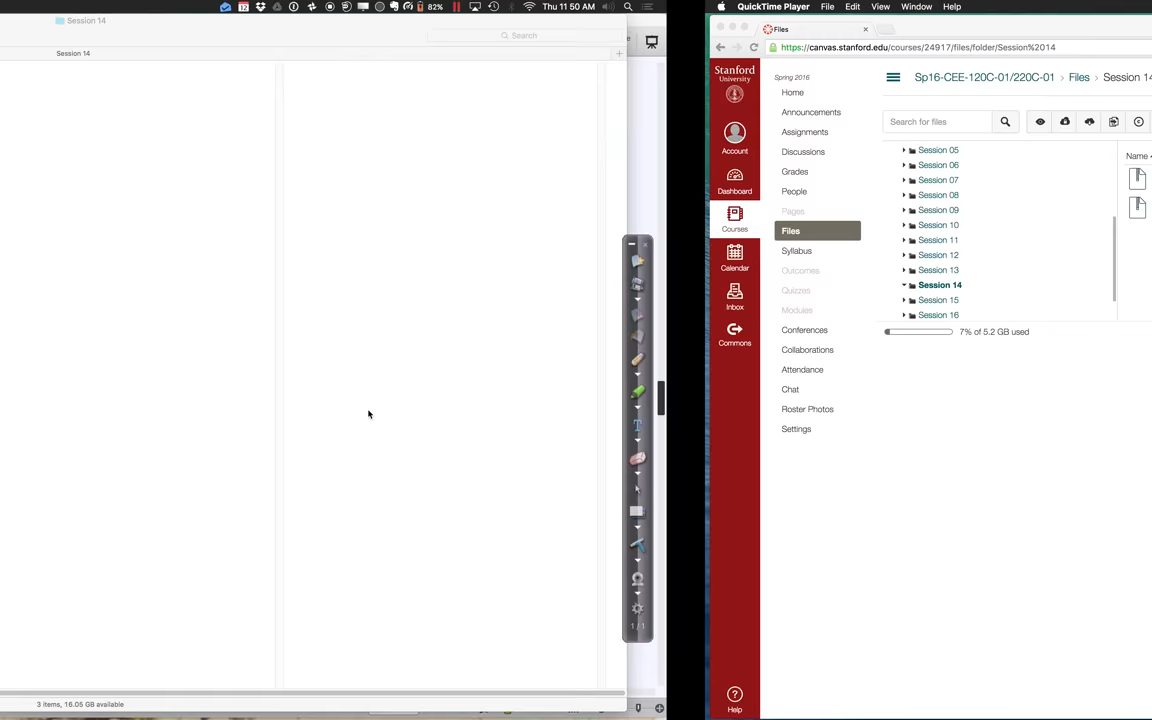 82%
Thu 11 50 AM
Session 14
Search
Session 14
T
1 / 1
3 items, 16.05 GB available
QuickTime Player File Edit View Window Help
Files
https://canvas.stanford.edu/courses/24917/files/folder/Session%2014
Stanford
University
Account
Dashboard
Courses
Calendar
Inbox
Commons
Help
Spring 2016
Home
Announcements
Assignments
Discussions
Grades
People
Pages
Files
Syllabus
Outcomes
Quizzes
Modules
Conferences
Collaborations
Attendance
Chat
Roster Photos
Settings
Sp16-CEE-120C-01/220C-01 › Files › Session 14
Search for files
Session 05
Session 06
Session 07
Session 08
Session 09
Session 10
Session 11
Session 12
Session 13
Session 14
Session 15
Session 16
7% of 5.2 GB used
Name